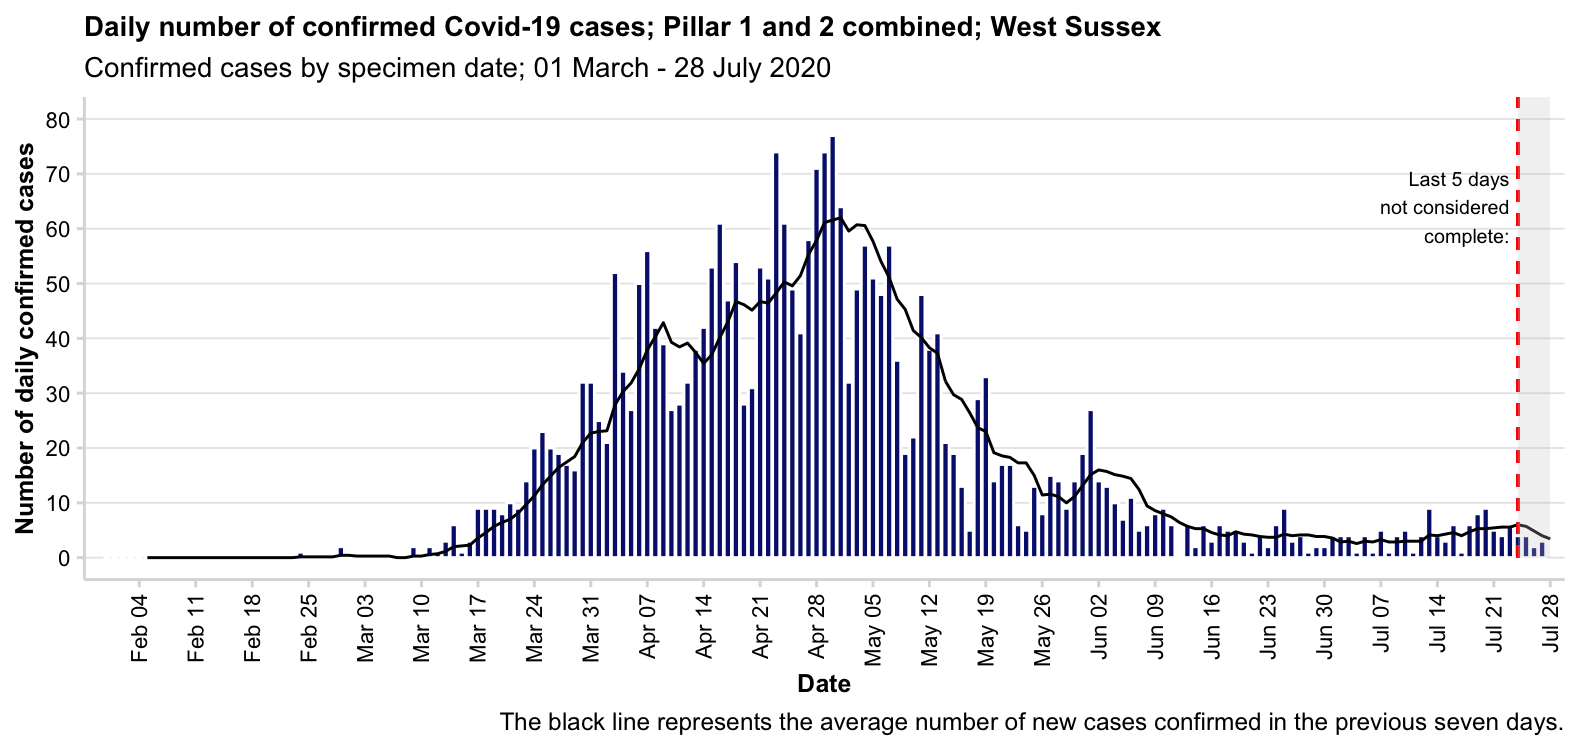 Daily number of confirmed Covid-19 cases; Pillar 1 and 2 combined; West Sussex
Confirmed cases by specimen date; 01 March - 28 July 2020
Number of daily confirmed cases
80
70
60
50
40
30
20
10
0
Last 5 days
not considered
complete:
Feb 04
Feb 11
Feb 18
Feb 25
Mar 03
Mar 10
Mar 17
Mar 24
Mar 31
Apr 07
Apr 14
Apr 21
Apr 28
May 05
May 12
May 19
May 26
Jun 02
Jun 09
Jun 16
Jun 23
Jun 30
Jul 07
Jul 14
Jul 21
Jul 28
Date
The black line represents the average number of new cases confirmed in the previous seven days.